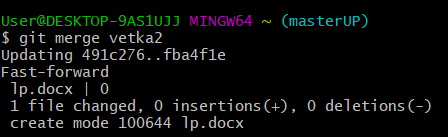 User@DESKTOP-9AS1UJJ MINGW64 ~ (masterUP)
$ git merge vetka2
Updating 491c276..fba4f1e
Fast-forward
 lp.docx | 0
 1 file changed, 0 insertions(+), 0 deletions(-)
 create mode 100644 lp.docx